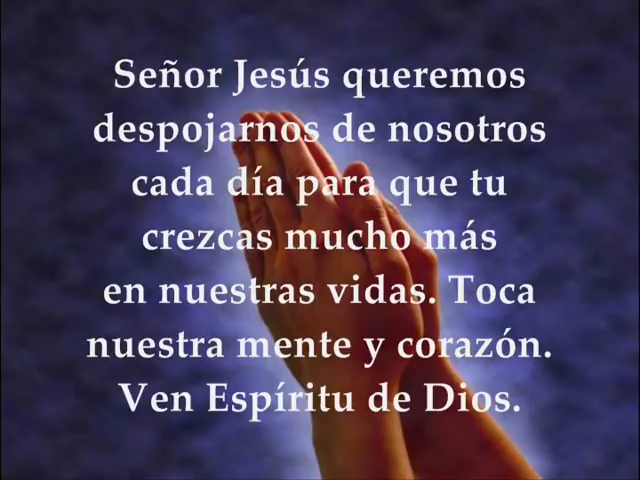 Señor Jesús queremos
despojarnos de nosotros
cada día para que tu
crezcas mucho más
en nuestras vidas. Toca
nuestra mente y corazón.
Ven Espíritu de Dios.